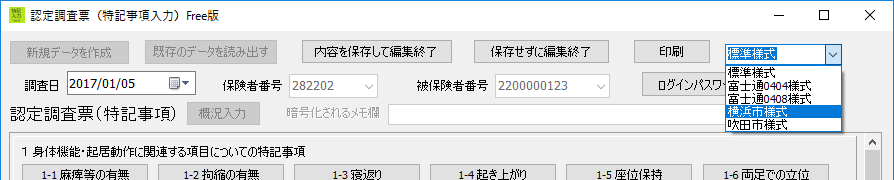 認定調査票（特記事項入力）Free版
新規データを作成 既存のデータを読み出す 内容を保存して編集終了 保存せずに編集終了 印刷 標準様式
標準様式
富士通0404様式
富士通0408様式
横浜市様式
吹田市様式
調査日 2017/01/05 保険者番号 282202 被保険者番号 2200000123 ログインパスワ
認定調査票（特記事項） 概況入力 暗号化されるメモ欄
１ 身体機能・起居動作に関連する項目についての特記事項
1-1 麻痺等の有無 1-2 拘縮の有無 1-3 寝返り 1-4 起き上がり 1-5 座位保持 1-6 両足での立位